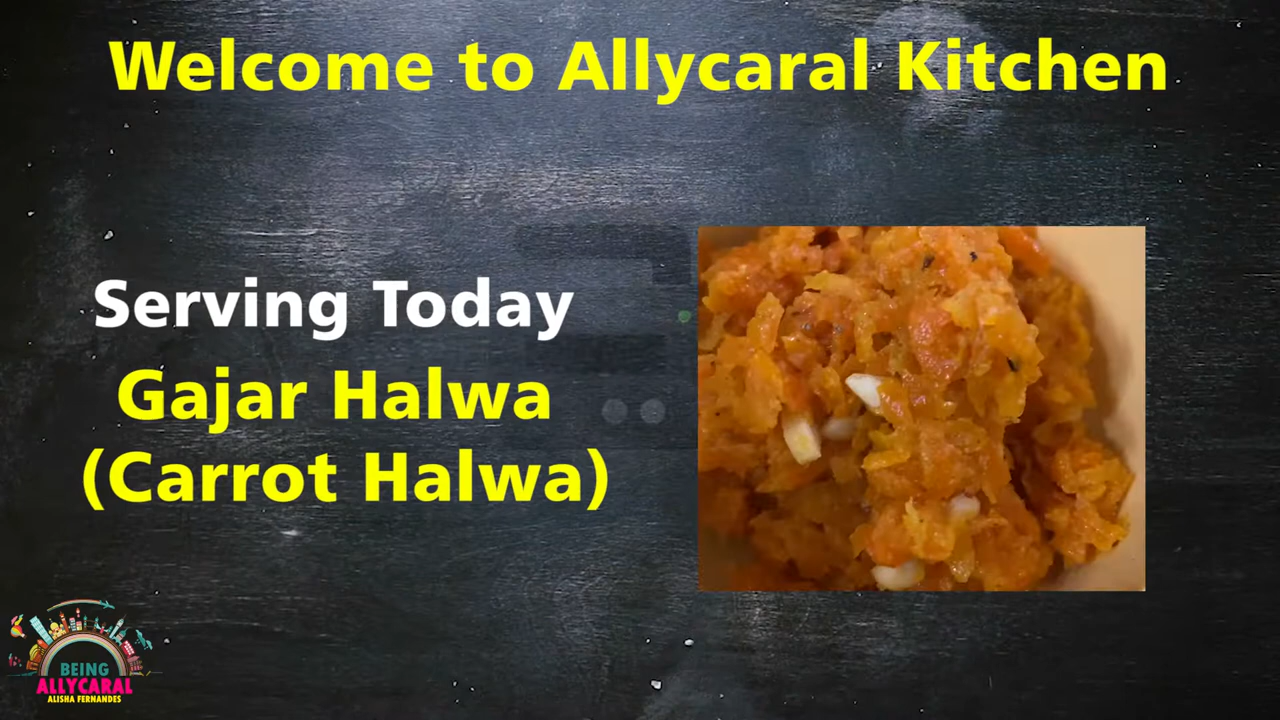 Welcome to Allycaral Kitchen
Serving Today
Gajar Halwa
(Carrot Halwa)
BEING
ALLYCARAL
ALISHA FERNANDES